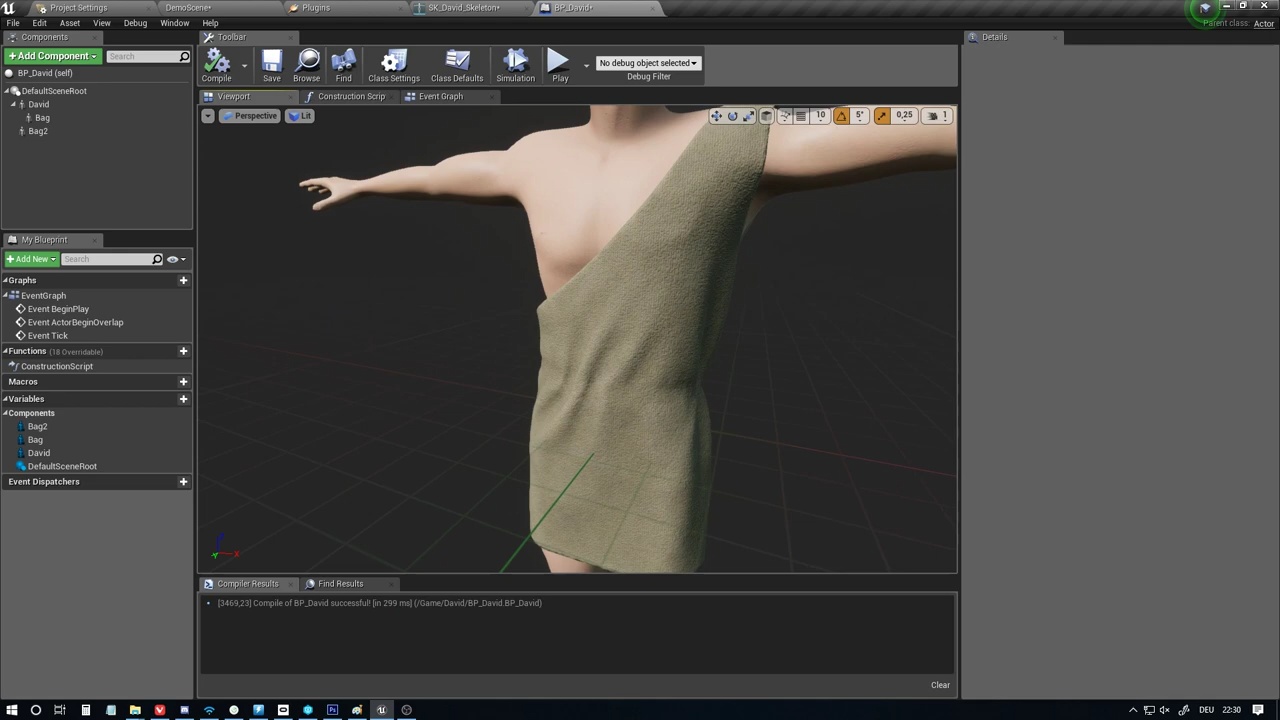 Project Settings
DemoScene*
Plugins
SK_David_Skeleton*
BP_David*
File Edit Asset View Debug Window Help
Parent class: Actor
Components
Toolbar
Details
Add Component
Search
BP_David (self)
DefaultSceneRoot
David
Bag
Bag2
Compile
Save
Browse
Find
Class Settings
Class Defaults
Simulation
Play
No debug object selected
Debug Filter
Viewport
Construction Scrip
Event Graph
Perspective
Lit
10
5°
0,25
1
My Blueprint
Add New
Search
Graphs
EventGraph
Event BeginPlay
Event ActorBeginOverlap
Event Tick
Functions (18 Overridable)
ConstructionScript
Macros
Variables
Components
Bag2
Bag
David
DefaultSceneRoot
Event Dispatchers
Compiler Results
Find Results
[3469,23] Compile of BP_David successful! [in 299 ms] (/Game/David/BP_David.BP_David)
Clear
DEU
22:30